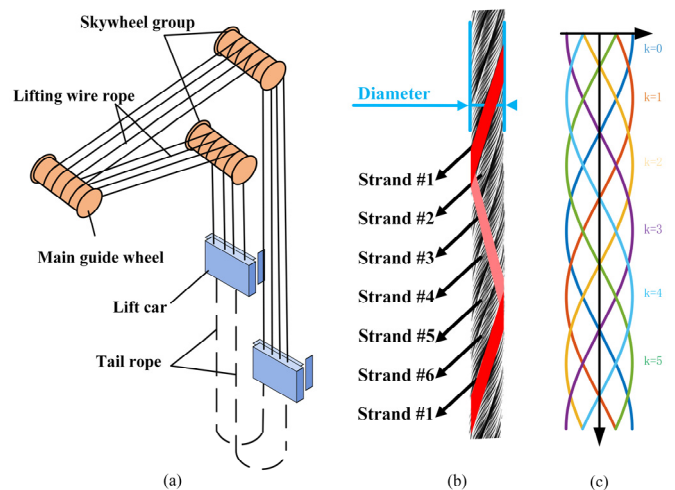 Skywheel group
Lifting wire rope
Main guide wheel
Lift car
Tail rope
(a)
Diameter
Strand #1
Strand #2
Strand #3
Strand #4
Strand #5
Strand #6
Strand #1
(b)
k=0
k=1
k=2
k=3
k=4
k=5
(c)